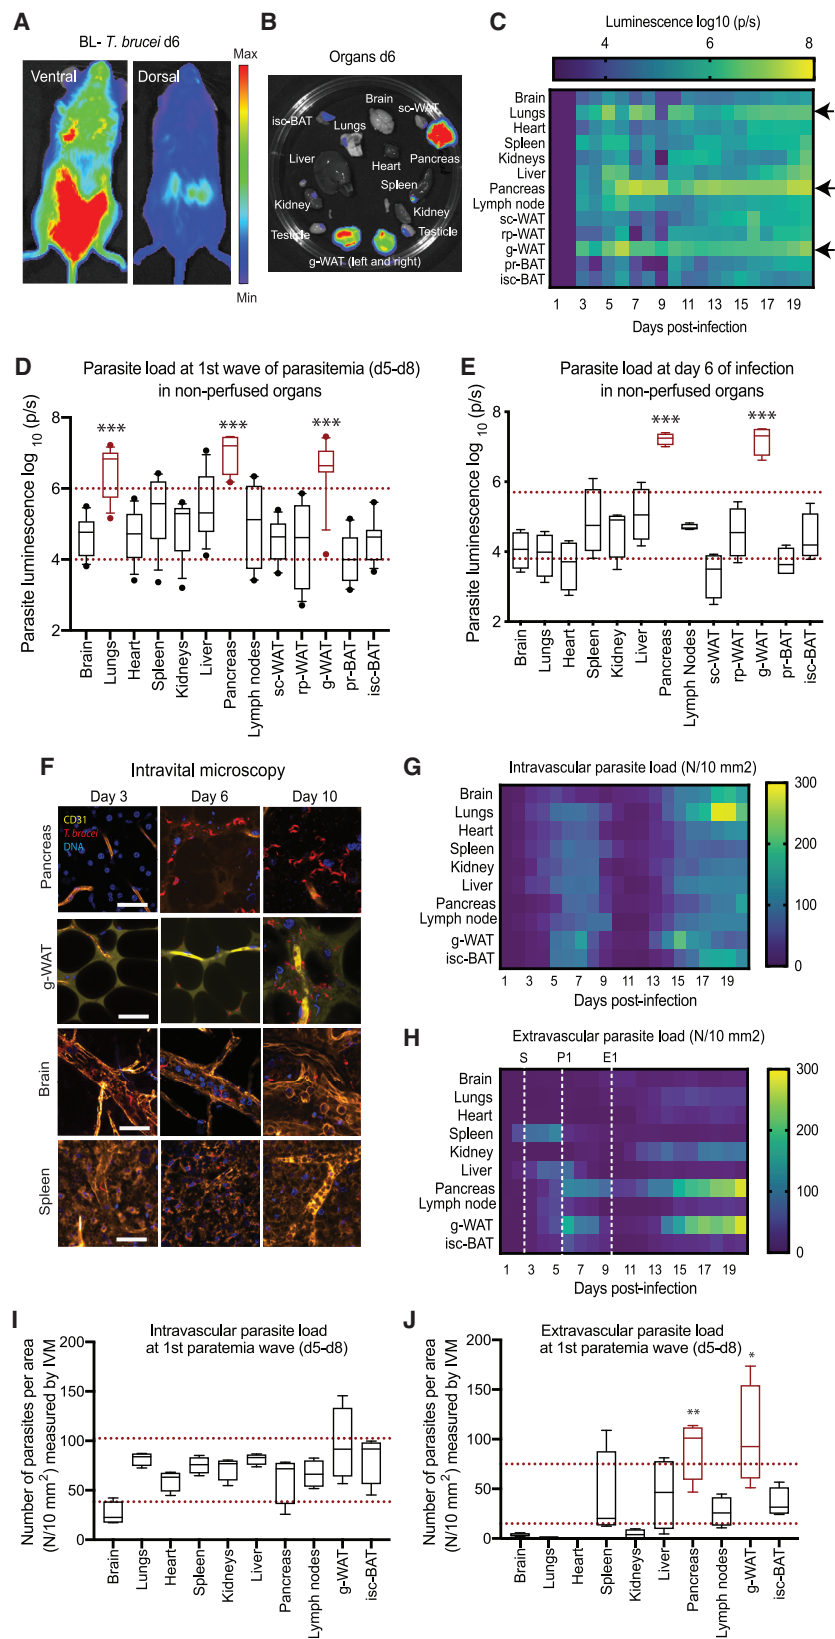 A
BL- T. brucei d6
Ventral
Dorsal
Max
Min
B
Organs d6
Brain
sc-WAT
isc-BAT
Lungs
Pancreas
Liver
Heart
Spleen
Kidney
Kidney
Testicle
Testicle
g-WAT (left and right)
C
Luminescence log10 (p/s)
4 6 8
Brain
Lungs
Heart
Spleen
Kidneys
Liver
Pancreas
Lymph node
sc-WAT
rp-WAT
g-WAT
pr-BAT
isc-BAT
1 3 5 7 9 11 13 15 17 19
Days post-infection
D
Parasite load at 1st wave of parasitemia (d5-d8)
in non-perfused organs
Parasite luminescence log 10 (p/s)
8
6
4
2
*** *** ***
Brain
Lungs
Heart
Spleen
Kidneys
Liver
Pancreas
Lymph nodes
sc-WAT
rp-WAT
g-WAT
pr-BAT
isc-BAT
E
Parasite load at day 6 of infection
in non-perfused organs
Parasite luminescence log 10 (p/s)
8
6
4
2
*** ***
Brain
Lungs
Heart
Spleen
Kidney
Liver
Pancreas
Lymph Nodes
sc-WAT
rp-WAT
g-WAT
pr-BAT
isc-BAT
F
Intravital microscopy
Day 3 Day 6 Day 10
CD31
T. brucei
DNA
Pancreas
g-WAT
Brain
Spleen
G
Intravascular parasite load (N/10 mm2)
Brain
Lungs
Heart
Spleen
Kidney
Liver
Pancreas
Lymph node
g-WAT
isc-BAT
1 3 5 7 9 11 13 15 17 19
Days post-infection
300
200
100
0
H
Extravascular parasite load (N/10 mm2)
S P1 E1
Brain
Lungs
Heart
Spleen
Kidney
Liver
Pancreas
Lymph node
g-WAT
isc-BAT
1 3 5 7 9 11 13 15 17 19
Days post-infection
300
200
100
0
I
Intravascular parasite load
at 1st paratemia wave (d5-d8)
Number of parasites per area
(N/10 mm2) measured by IVM
200
150
100
50
0
Brain
Lungs
Heart
Spleen
Kidneys
Liver
Pancreas
Lymph nodes
g-WAT
isc-BAT
J
Extravascular parasite load
at 1st paratemia wave (d5-d8)
Number of parasites per area
(N/10 mm2) measured by IVM
200
150
100
50
0
** *
Brain
Lungs
Heart
Spleen
Kidney
Liver
Pancreas
Lymph nodes
g-WAT
isc-BAT